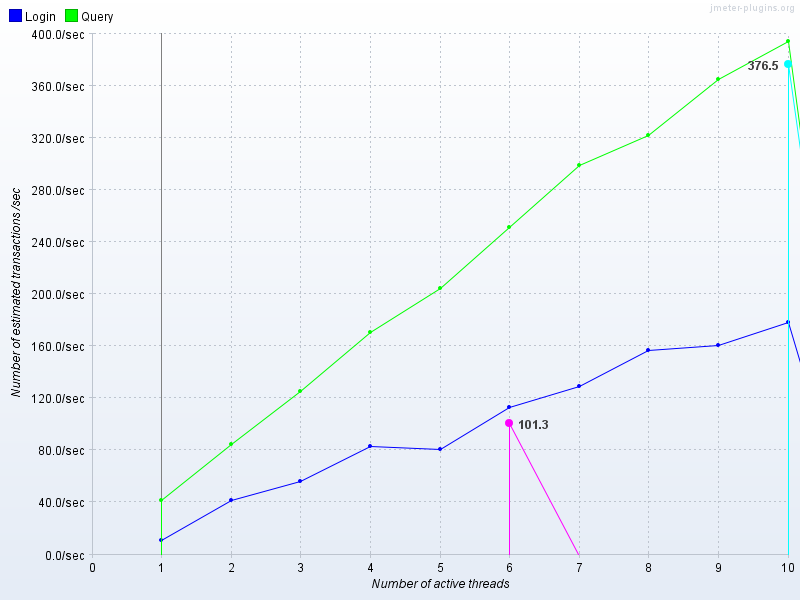 jmeter-plugins.org
Login Query
400.0/sec
376.5
360.0/sec
320.0/sec
280.0/sec
240.0/sec
200.0/sec
160.0/sec
120.0/sec
101.3
80.0/sec
40.0/sec
0.0/sec
Number of estimated transactions /sec
0 1 2 3 4 5 6 7 8 9 10
Number of active threads